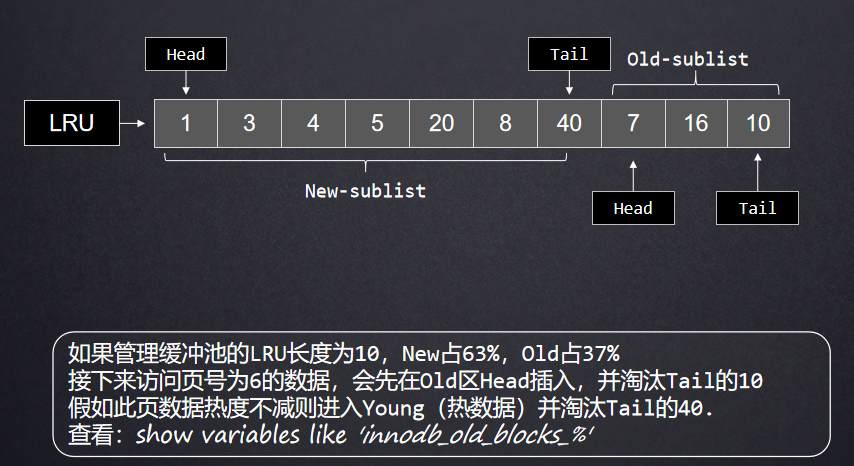 Head
Tail
Old-sublist
LRU
1 3 4 5 20 8 40 7 16 10
New-sublist
Head
Tail
如果管理缓冲池的LRU长度为10，New占63%，Old占37%
接下来访问页号为6的数据，会先在Old区Head插入，并淘汰Tail的10
假如此页数据热度不减则进入Young（热数据）并淘汰Tail的40.
查看：show variables like 'innodb_old_blocks_%'